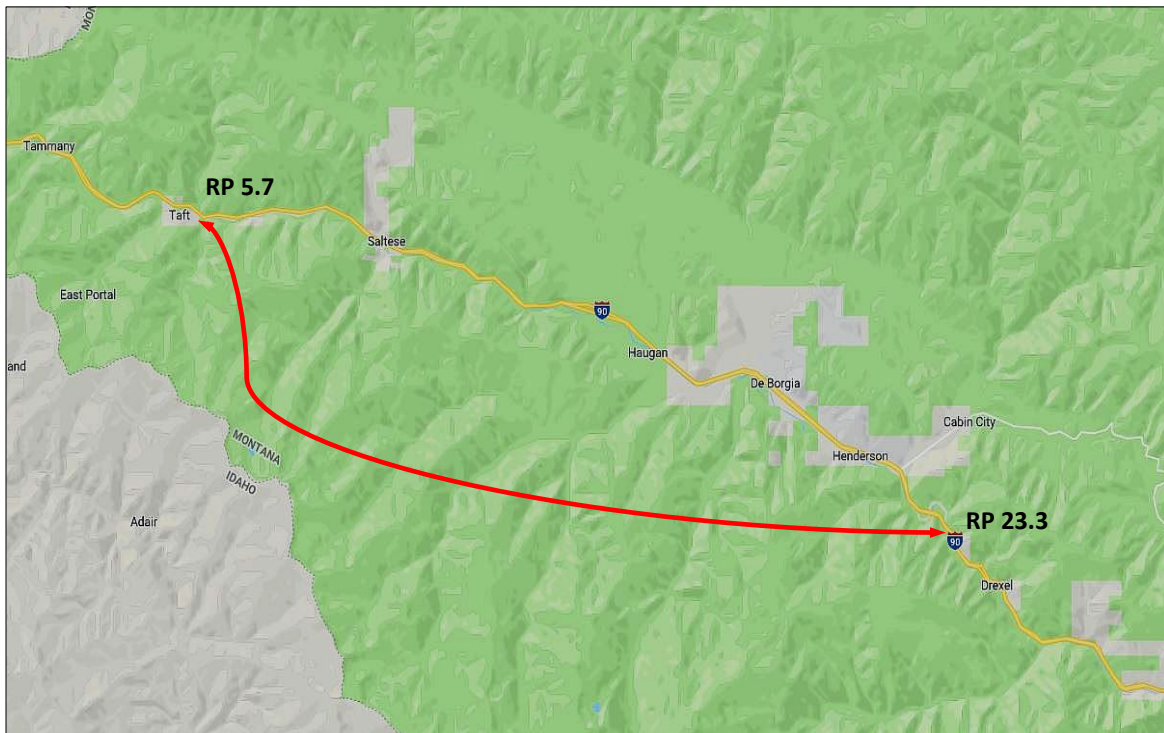 Tammany
RP 5.7
Taft
Saltese
East Portal
90
Haugan
and
De Borgia
Cabin City
MONTANA
Henderson
IDAHO
Adair
RP 23.3
90
Drexel